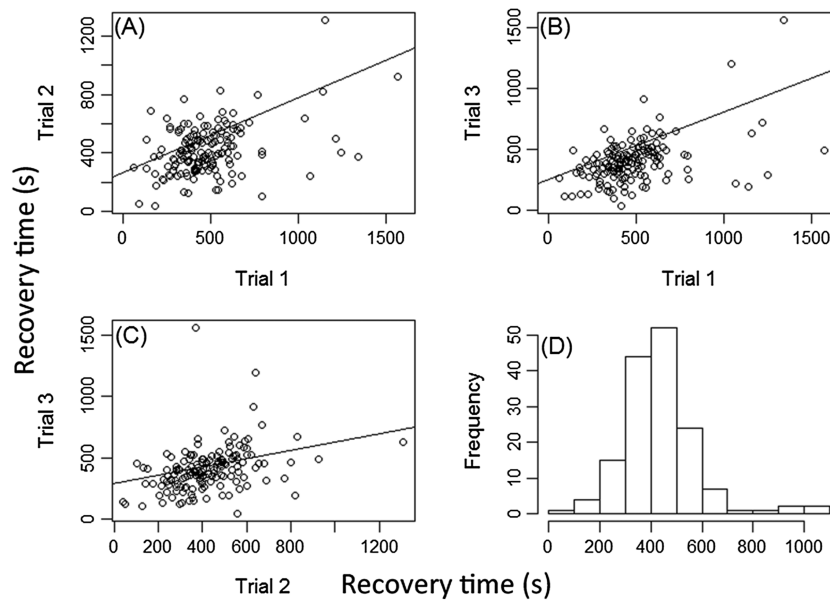 (A)
Trial 2
0 400 800 1200
0 500 1000 1500
Trial 1
(B)
Trial 3
0 500 1000 1500
0 500 1000 1500
Trial 1
Recovery time (s)
(C)
Trial 3
0 500 1000 1500
0 200 400 600 800 1200
Trial 2
(D)
Frequency
0 10 20 30 40 50
0 200 400 600 800 1000
Recovery time (s)